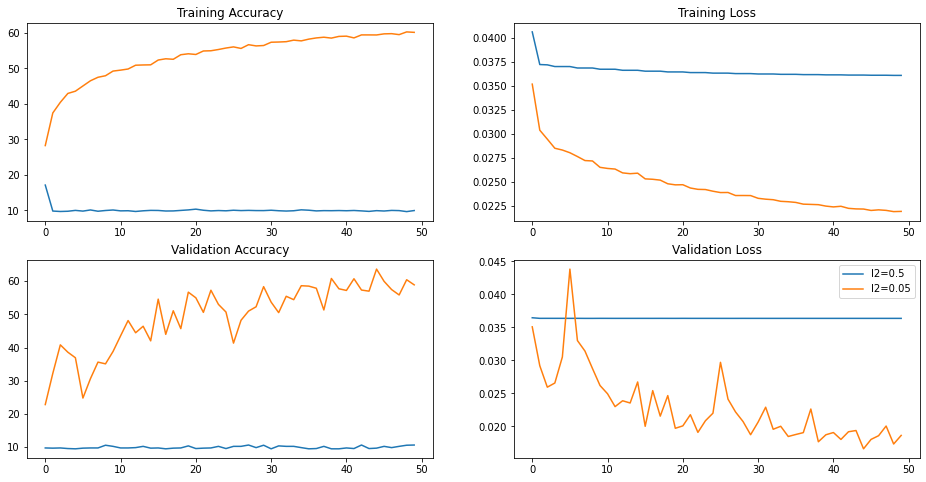 Training Accuracy
60
50
40
30
20
10
0 10 20 30 40 50
Training Loss
0.0400
0.0375
0.0350
0.0325
0.0300
0.0275
0.0250
0.0225
0 10 20 30 40 50
Validation Accuracy
60
50
40
30
20
10
0 10 20 30 40 50
Validation Loss
0.045
0.040
0.035
0.030
0.025
0.020
0 10 20 30 40 50
l2=0.5
l2=0.05